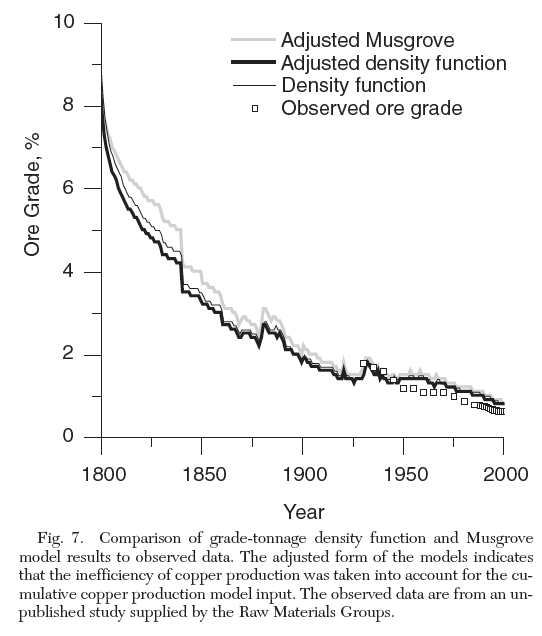 10
8
6
4
2
0
Ore Grade, %
Adjusted Musgrove
Adjusted density function
Density function
Observed ore grade
1800 1850 1900 1950 2000
Year
Fig. 7. Comparison of grade-tonnage density function and Musgrove
model results to observed data. The adjusted form of the models indicates
that the inefficiency of copper production was taken into account for the cu-
mulative copper production model input. The observed data are from an un-
published study supplied by the Raw Materials Groups.